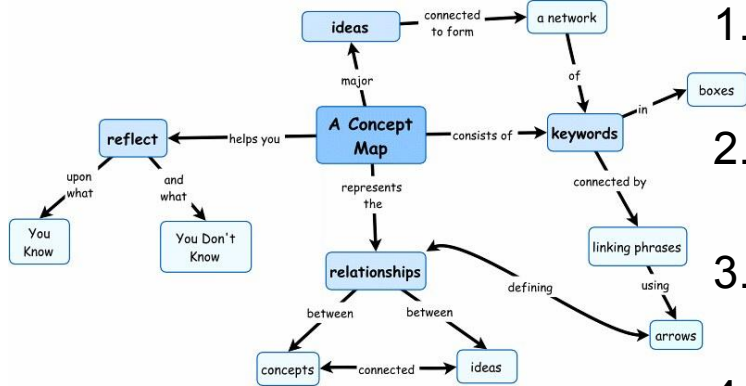 ideas
connected
to form
a network
1.
major
of
boxes
in
A Concept
Map
helps you
reflect
consists of
keywords
2.
upon
what
and
what
represents
the
connected by
You
Know
You Don't
Know
linking phrases
relationships
3.
defining
using
between
between
arrows
concepts
connected
ideas